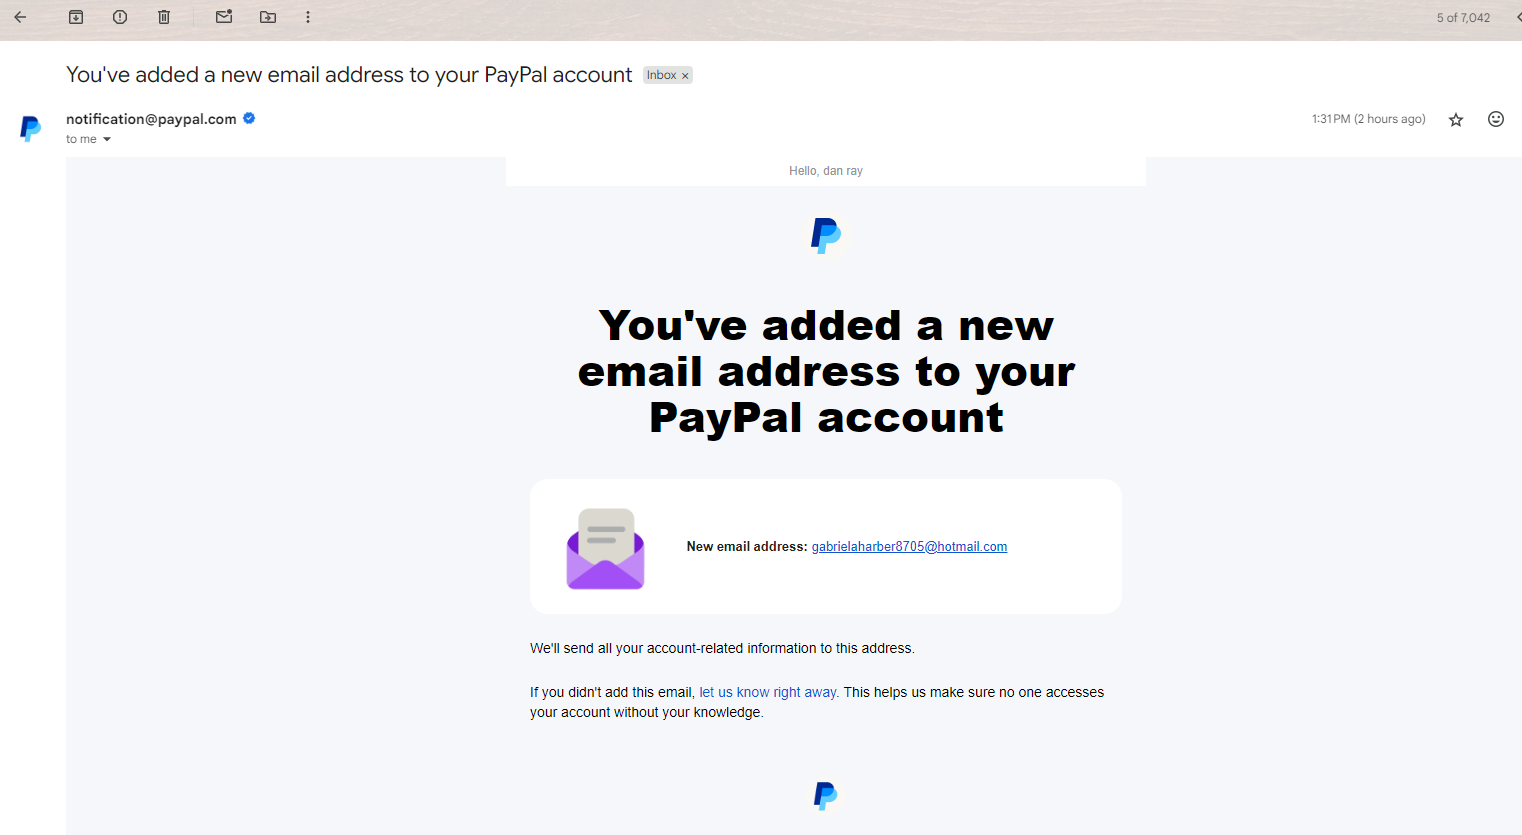 5 of 7,042
You've added a new email address to your PayPal account Inbox ×
notification@paypal.com
1:31 PM (2 hours ago)
to me
Hello, dan ray
You've added a new
email address to your
PayPal account
New email address: gabrielaharber8705@hotmail.com
We'll send all your account-related information to this address.
If you didn't add this email, let us know right away. This helps us make sure no one accesses
your account without your knowledge.